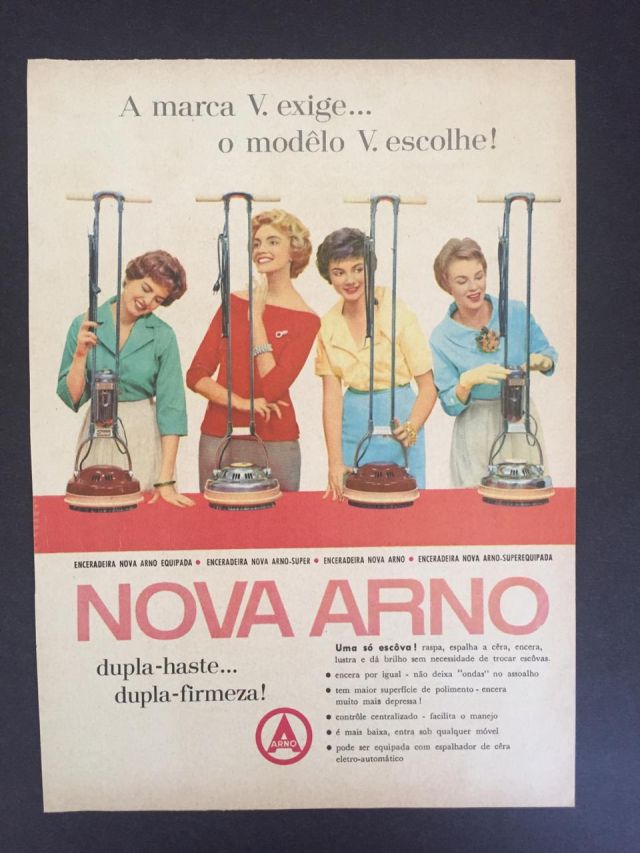 A marca V. exige...
o modêlo V. escolhe!
ENCERADEIRA NOVA ARNO EQUIPADA • ENCERADEIRA NOVA ARNO-SUPER • ENCERADEIRA NOVA ARNO • ENCERADEIRA NOVA ARNO-SUPEREQUIPADA
NOVA ARNO
dupla-haste...
dupla-firmeza!
ARNO
Uma só escôva! raspa, espalha a cêra, encera,
lustra e dá brilho sem necessidade de trocar escôvas.
• encera por igual - não deixa "ondas" no assoalho
• tem maior superfície de polimento - encera
muito mais depressa!
• contrôle centralizado - facilita o manejo
• é mais baixa, entra sob qualquer móvel
• pode ser equipada com espalhador de cêra
eletro-automático